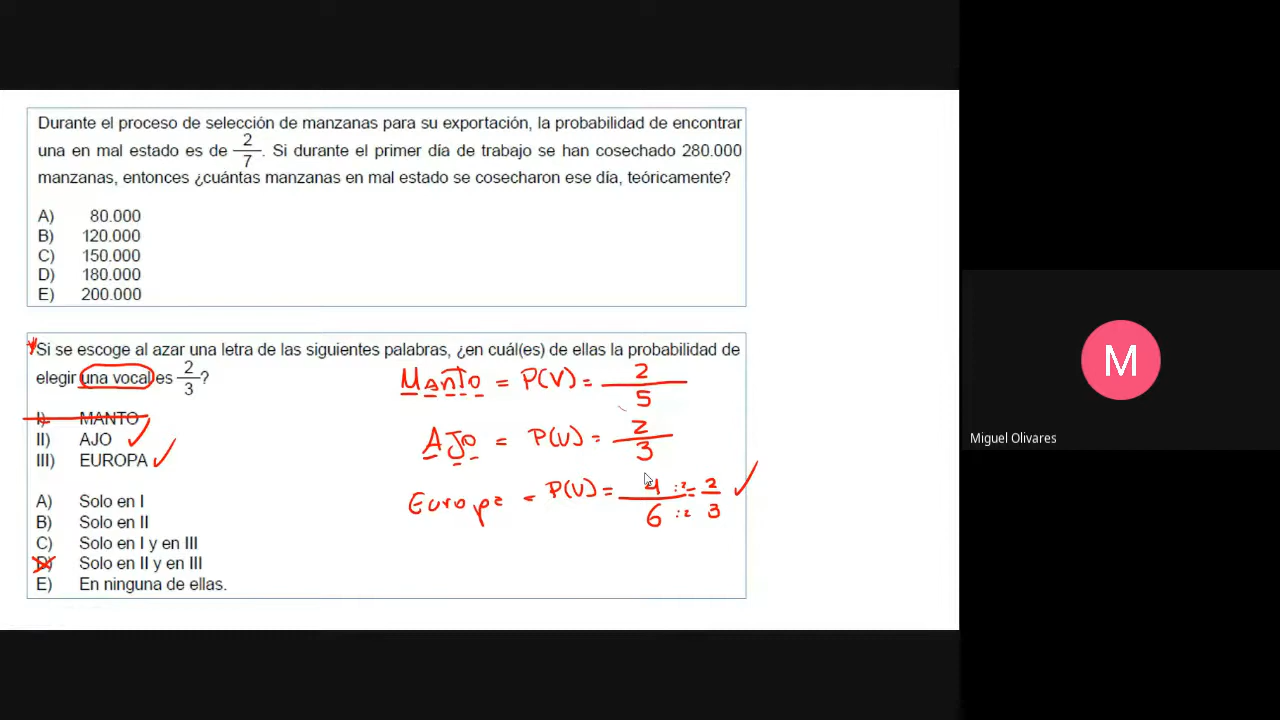 Durante el proceso de selección de manzanas para su exportación, la probabilidad de encontrar
una en mal estado es de 2/7. Si durante el primer día de trabajo se han cosechado 280.000
manzanas, entonces ¿cuántas manzanas en mal estado se cosecharon ese día, teóricamente?
A) 80.000
B) 120.000
C) 150.000
D) 180.000
E) 200.000
Si se escoge al azar una letra de las siguientes palabras, ¿en cuál(es) de ellas la probabilidad de
elegir una vocal es 2/3?
I) MANTO
II) AJO
III) EUROPA
A) Solo en I
B) Solo en II
C) Solo en I y en III
D) Solo en II y en III
E) En ninguna de ellas.
Manto = P(V) = 2/5
AJo = P(V) = 2/3
Europa = P(V) = 4/6 :2/:2 = 2/3
M
Miguel Olivares